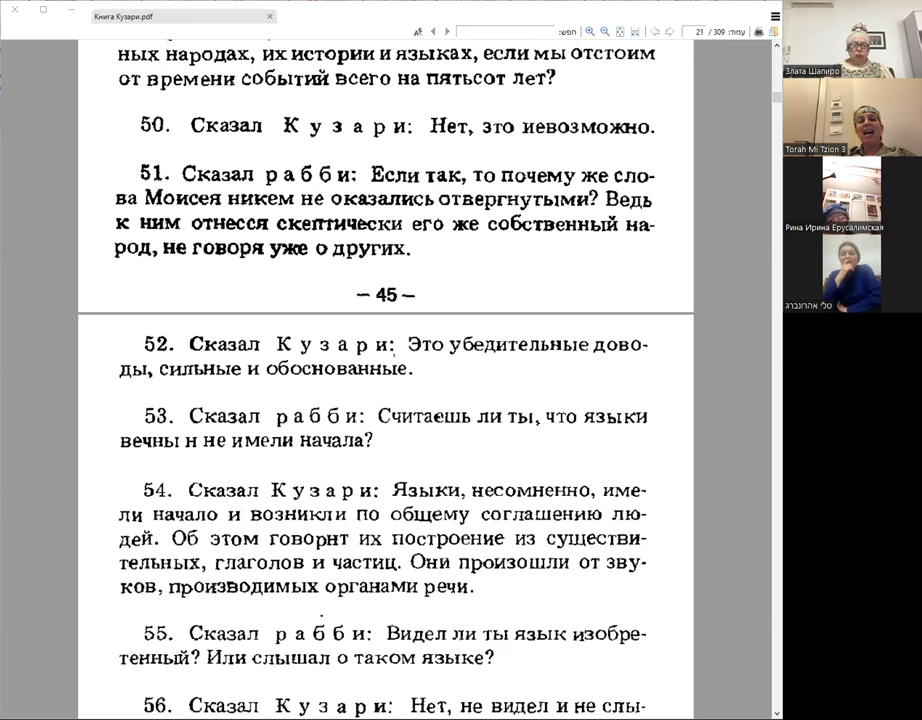 Книга Кузари.pdf
חפש:
21 / 309
עמוד:
ных народах, их истории и языках, если мы отстоим
от времени событий всего на пятьсот лет?
50. Сказал Кузари: Нет, зто иевозможно.
51. Сказал рабби: Если так, то почему же сло-
ва Моисея никем не оказались отвергнутыми? Ведь
к ним отнесся скептически его же собственный на-
род, не говоря уже о других.
— 45 —
52. Сказал Кузари: Это убедительные дово-
ды, сильные и обоснованные.
53. Сказал рабби: Считаешь ли ты, что языки
вечны н не имели начала?
54. Сказал Кузари: Языки, несомненно, име-
ли начало и возникли по общему соглашению лю-
дей. Об этом говорнт их построение из существи-
тельных, глаголов и частиц. Они произошли от зву-
ков, производимых органами речи.
55. Сказал рабби: Видел ли ты язык изобре-
тенный? Или слышал о таком языке?
56. Сказал Кузари: Нет, не видел и не слы-
Злата Шапиро
Torah Mi Tzion 3
Рина Ирина Ерусалимская
טלי אהרונברג